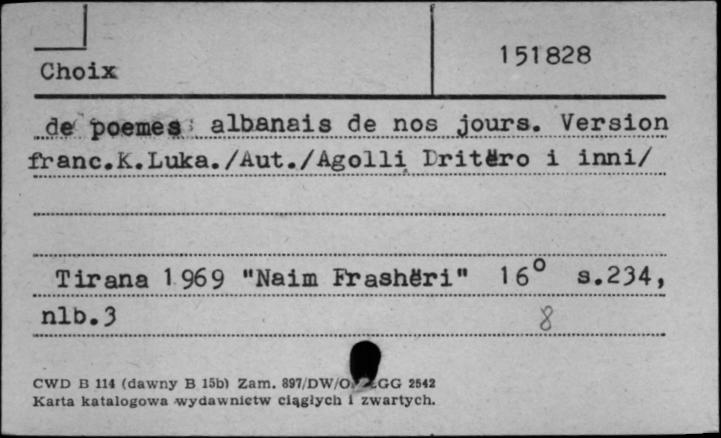 151828
Choix
de poemes albanais de nos jours. Version
franc.K.Luka./Aut./Agolli Dritëro i inni/
Tirana 1969 "Naim Frashëri" 16° s.234,
nlb.3
8
CWD B 114 (dawny B 15b) Zam. 897/DW/O GG 2542
Karta katalogowa wydawnictw ciągłych i zwartych.